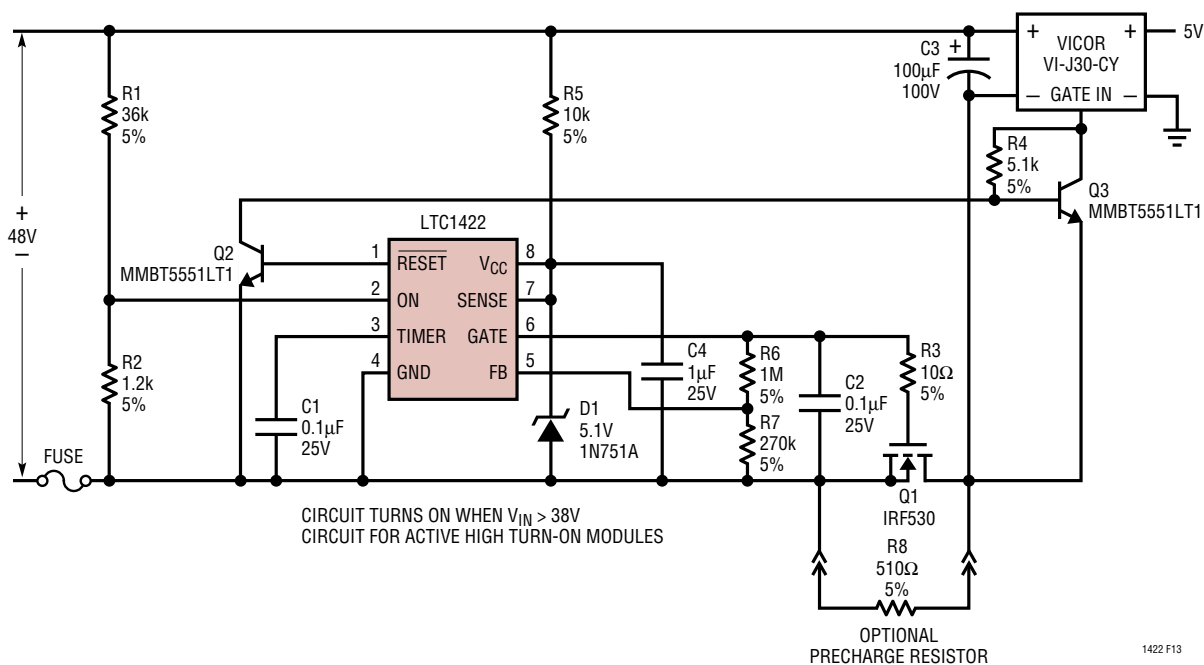 R1
36k
5%
R5
10k
5%
C3
+
100µF
100V
+
VICOR
VI-J30-CY
+
5V
–
GATE IN
–
R4
5.1k
5%
Q3
MMBT5551LT1
+
48V
–
Q2
MMBT5551LT1
LTC1422
1
RESET
VCC
8
2
ON
SENSE
7
3
TIMER
GATE
6
4
GND
FB
5
R2
1.2k
5%
C1
0.1µF
25V
D1
5.1V
1N751A
C4
1µF
25V
R6
1M
5%
R7
270k
5%
C2
0.1µF
25V
R3
10Ω
5%
FUSE
Q1
IRF530
CIRCUIT TURNS ON WHEN VIN > 38V
CIRCUIT FOR ACTIVE HIGH TURN-ON MODULES
R8
510Ω
5%
OPTIONAL
PRECHARGE RESISTOR
1422 F13